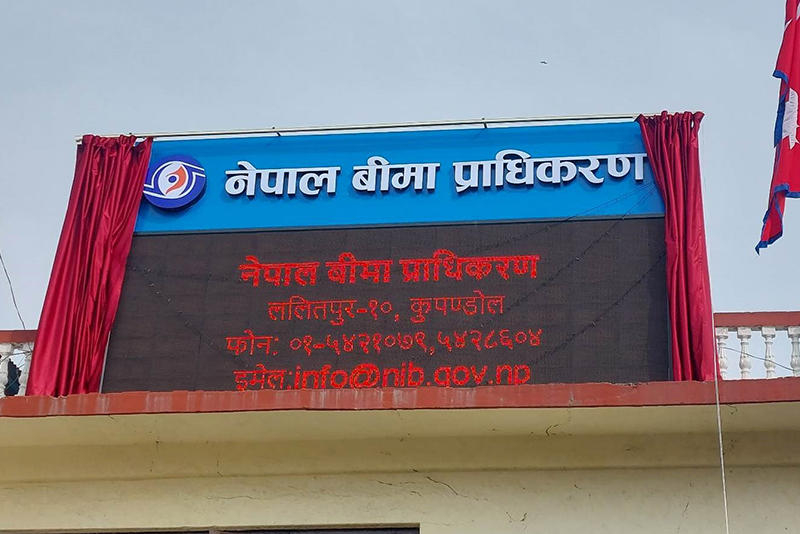 नेपाल बीमा प्राधिकरण
नेपाल बीमा प्राधिकरण
ललितपुर-१०, कुपण्डोल
फोन: ०१-५४२१०७९,५४२८६०४
इमेल:info@nib.gov.np